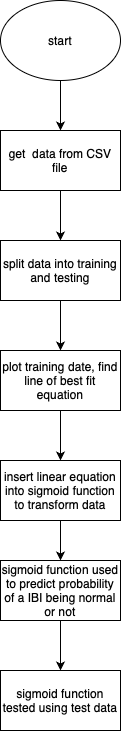 start
get data from CSV
file
split data into training
and testing
plot training date, find
line of best fit
equation
insert linear equation
into sigmoid function
to transform data
sigmoid function used
to predict probability
of a IBI being normal
or not
sigmoid function
tested using test data